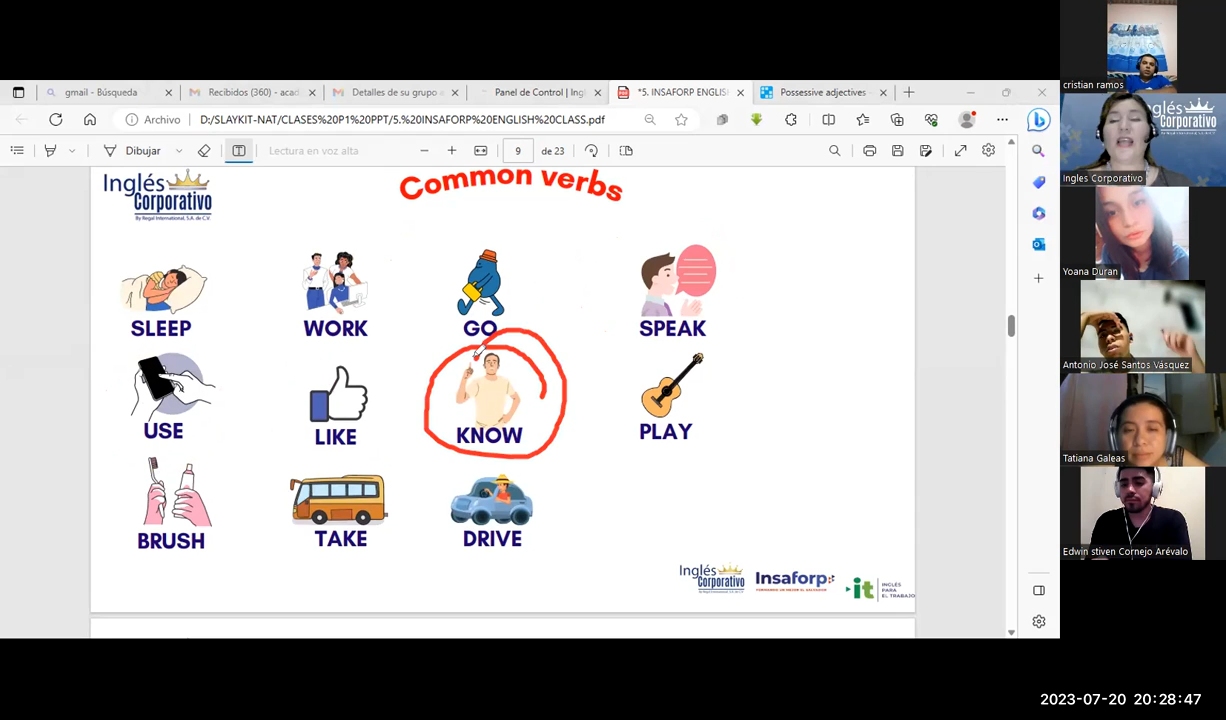 gmail - Búsqueda
Recibidos (360) - acad
Detalles de su grupo
Panel de Control | Ingl
*5. INSAFORP ENGLISH
Possessive adjectives -
Archivo
D:/SLAYKIT-NAT/CLASES%20P1%20PPT/5.%20INSAFORP%20ENGLISH%20CLASS.pdf
Dibujar
Lectura en voz alta
9
de 23
Inglés
Corporativo
By Regal International, S.A. de C.V.
Common verbs
SLEEP
WORK
GO
SPEAK
USE
LIKE
KNOW
PLAY
BRUSH
TAKE
DRIVE
Inglés
Corporativo
Insaforp
it
INGLÉS
PARA
EL TRABAJO
cristian ramos
Inglés
Corporativo
Ingles Corporativo
Yoana Duran
Antonio José Santos Vásquez
Tatiana Galeas
Edwin stiven Cornejo Arévalo
2023-07-20 20:28:47